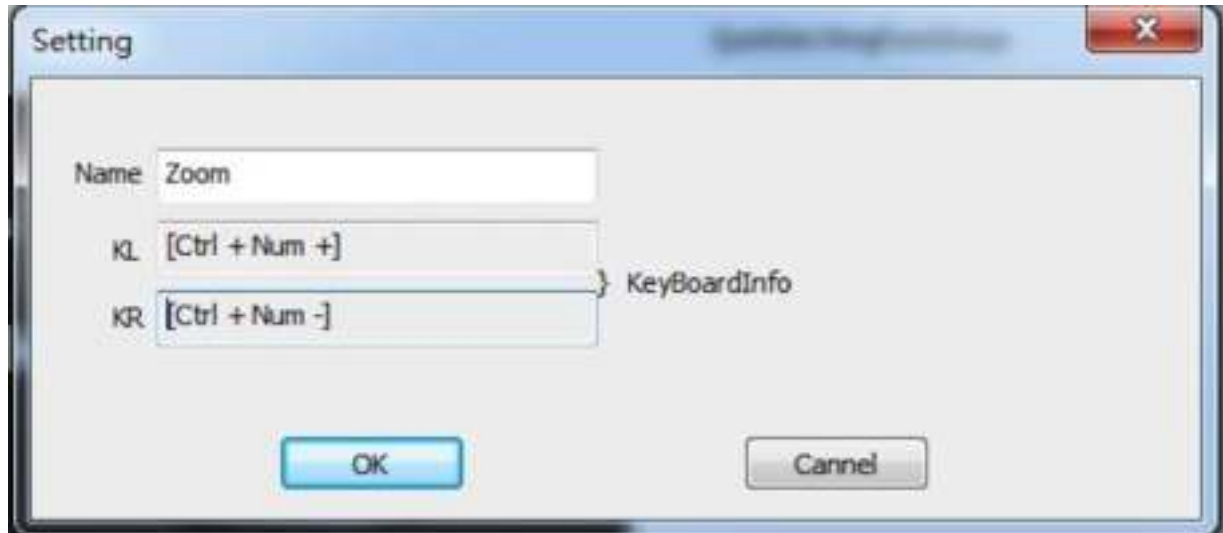 Setting
Name Zoom
KL [Ctrl + Num +]
} KeyBoardInfo
KR [Ctrl + Num -]
OK Cannel